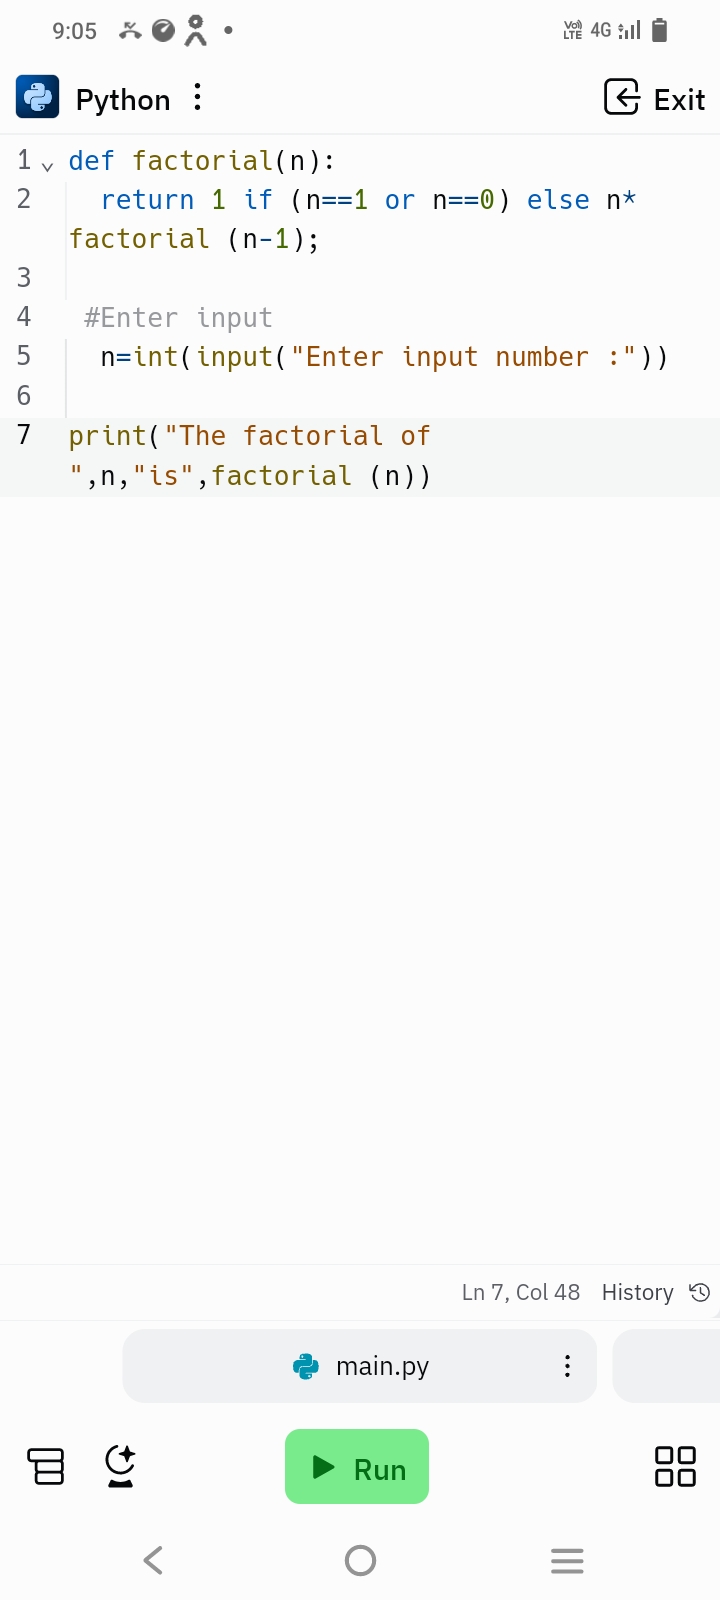 9:05 VoI) LTE 4G
Python Exit
1 def factorial(n):
2 return 1 if (n==1 or n==0) else n*
factorial (n-1);
3
4 #Enter input
5 n=int(input("Enter input number :"))
6
7 print("The factorial of
",n,"is",factorial (n))
Ln 7, Col 48 History
main.py
Run